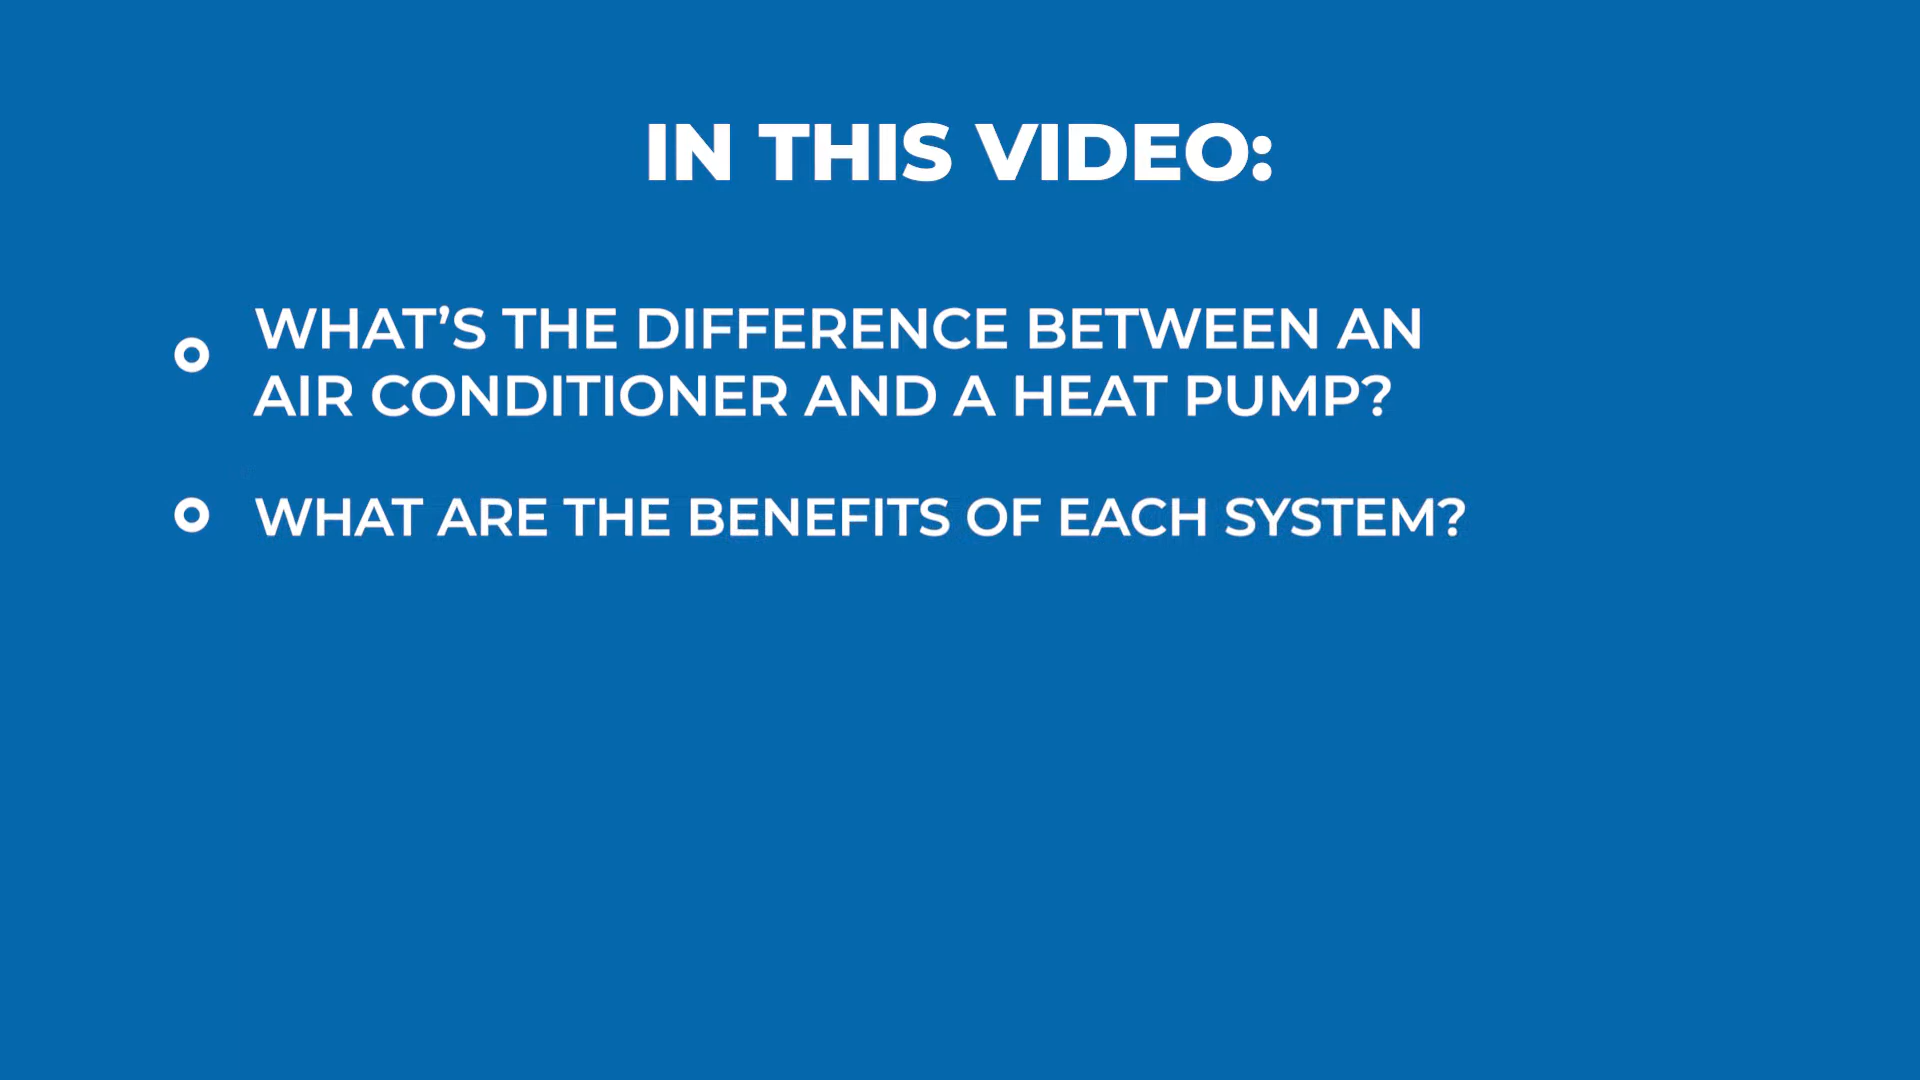 IN THIS VIDEO:
WHAT’S THE DIFFERENCE BETWEEN AN
AIR CONDITIONER AND A HEAT PUMP?
WHAT ARE THE BENEFITS OF EACH SYSTEM?